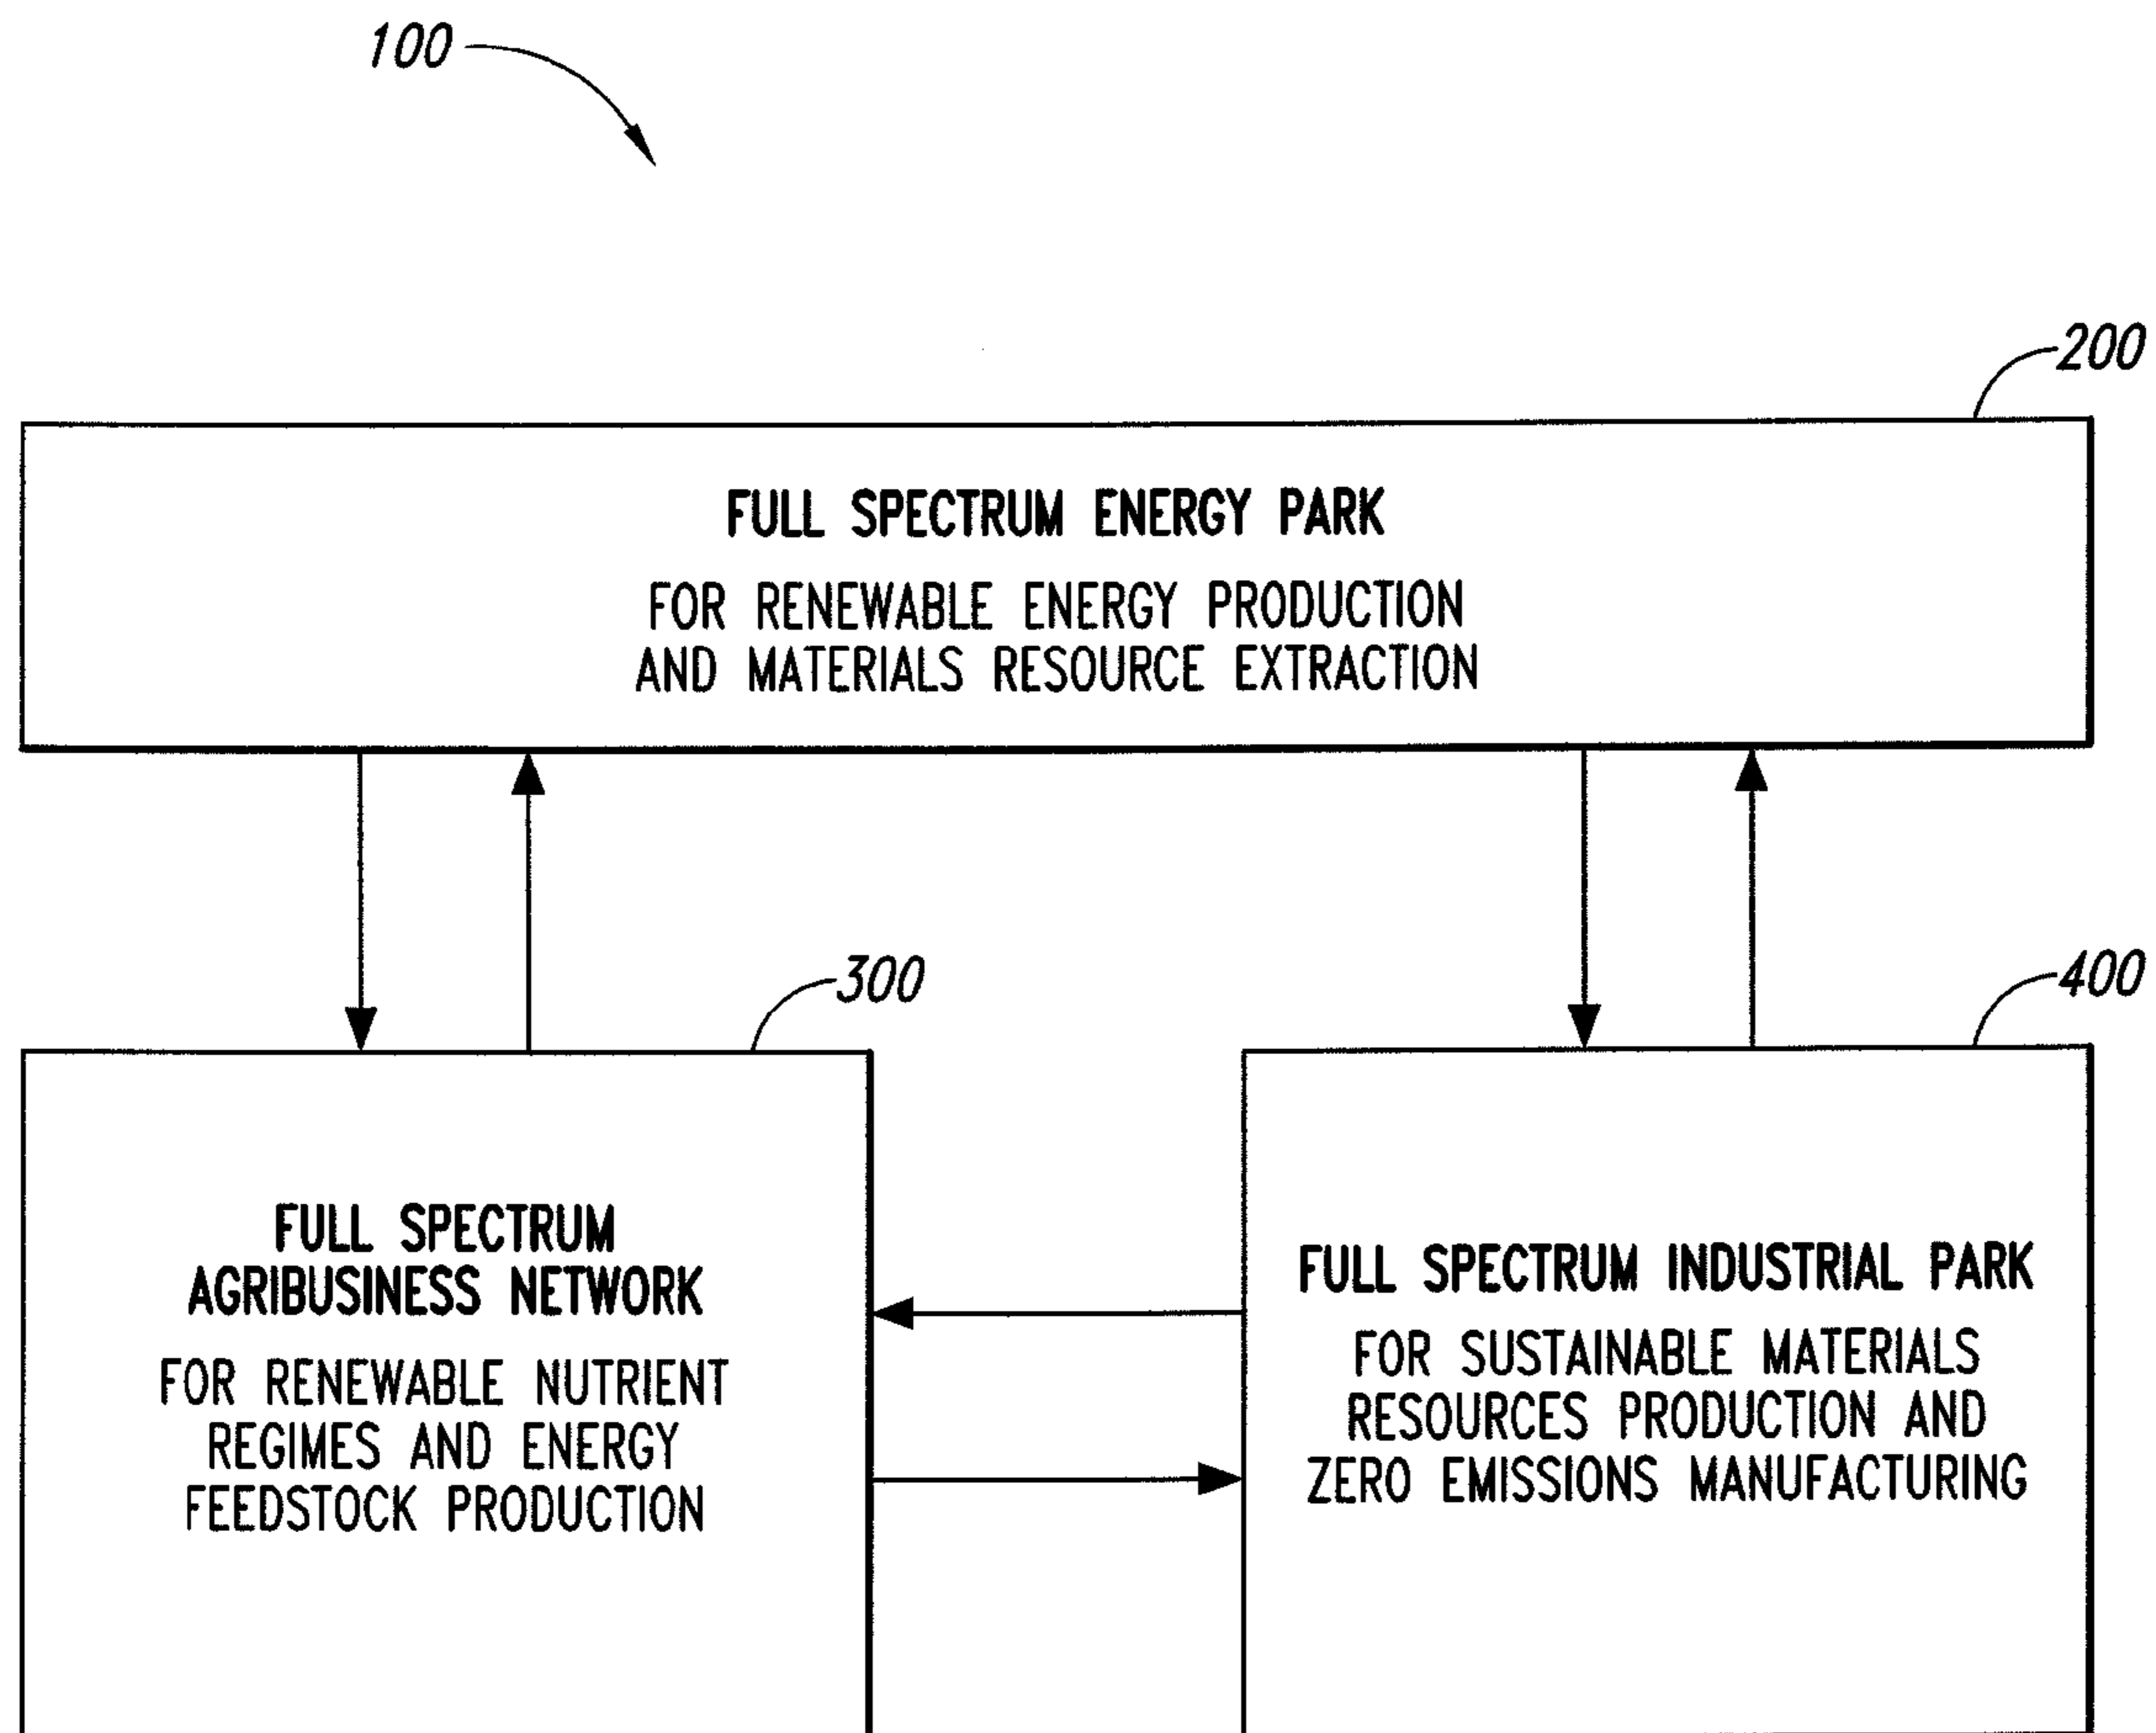 100
200
FULL SPECTRUM ENERGY PARK
FOR RENEWABLE ENERGY PRODUCTION
AND MATERIALS RESOURCE EXTRACTION
300
400
FULL SPECTRUM
AGRIBUSINESS NETWORK
FOR RENEWABLE NUTRIENT
REGIMES AND ENERGY
FEEDSTOCK PRODUCTION
FULL SPECTRUM INDUSTRIAL PARK
FOR SUSTAINABLE MATERIALS
RESOURCES PRODUCTION AND
ZERO EMISSIONS MANUFACTURING